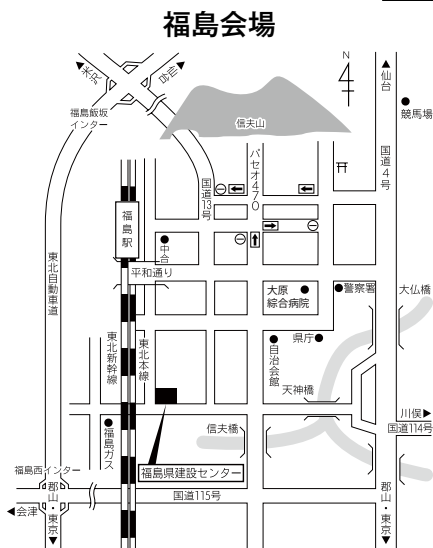 福島会場
米沢
仙台
N
仙台
福島飯坂
インター
信夫山
競馬場
パセオ470
国道4号
国道13号
福島駅
中合
平和通り
東北自動車道
大原
綜合病院
警察署
大仏橋
東北新幹線
東北本線
自治会館
県庁
天神橋
川俣
国道114号
福島ガス
信夫橋
福島西インター
福島県建設センター
国道115号
会津
郡山・東京
郡山・東京